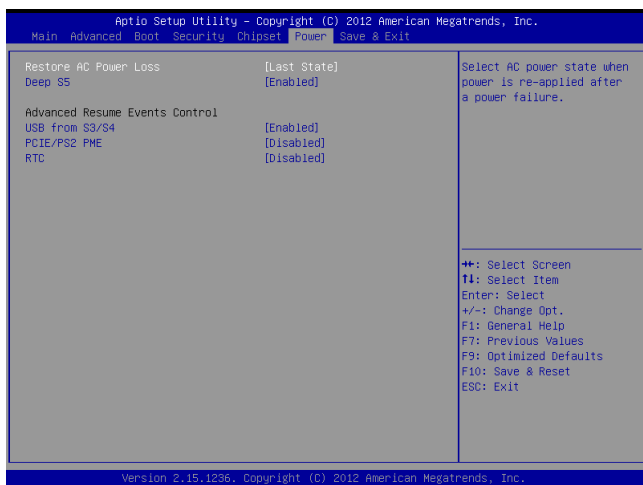 Aptio Setup Utility – Copyright (C) 2012 American Megatrends, Inc.
Main Advanced Boot Security Chipset Power Save & Exit
Restore AC Power Loss [Last State]
Deep S5 [Enabled]
Advanced Resume Events Control
USB from S3/S4 [Enabled]
PCIE/PS2 PME [Disabled]
RTC [Disabled]
Select AC power state when
power is re-applied after
a power failure.
→←: Select Screen
↑↓: Select Item
Enter: Select
+/-: Change Opt.
F1: General Help
F7: Previous Values
F9: Optimized Defaults
F10: Save & Reset
ESC: Exit
Version 2.15.1236. Copyright (C) 2012 American Megatrends, Inc.